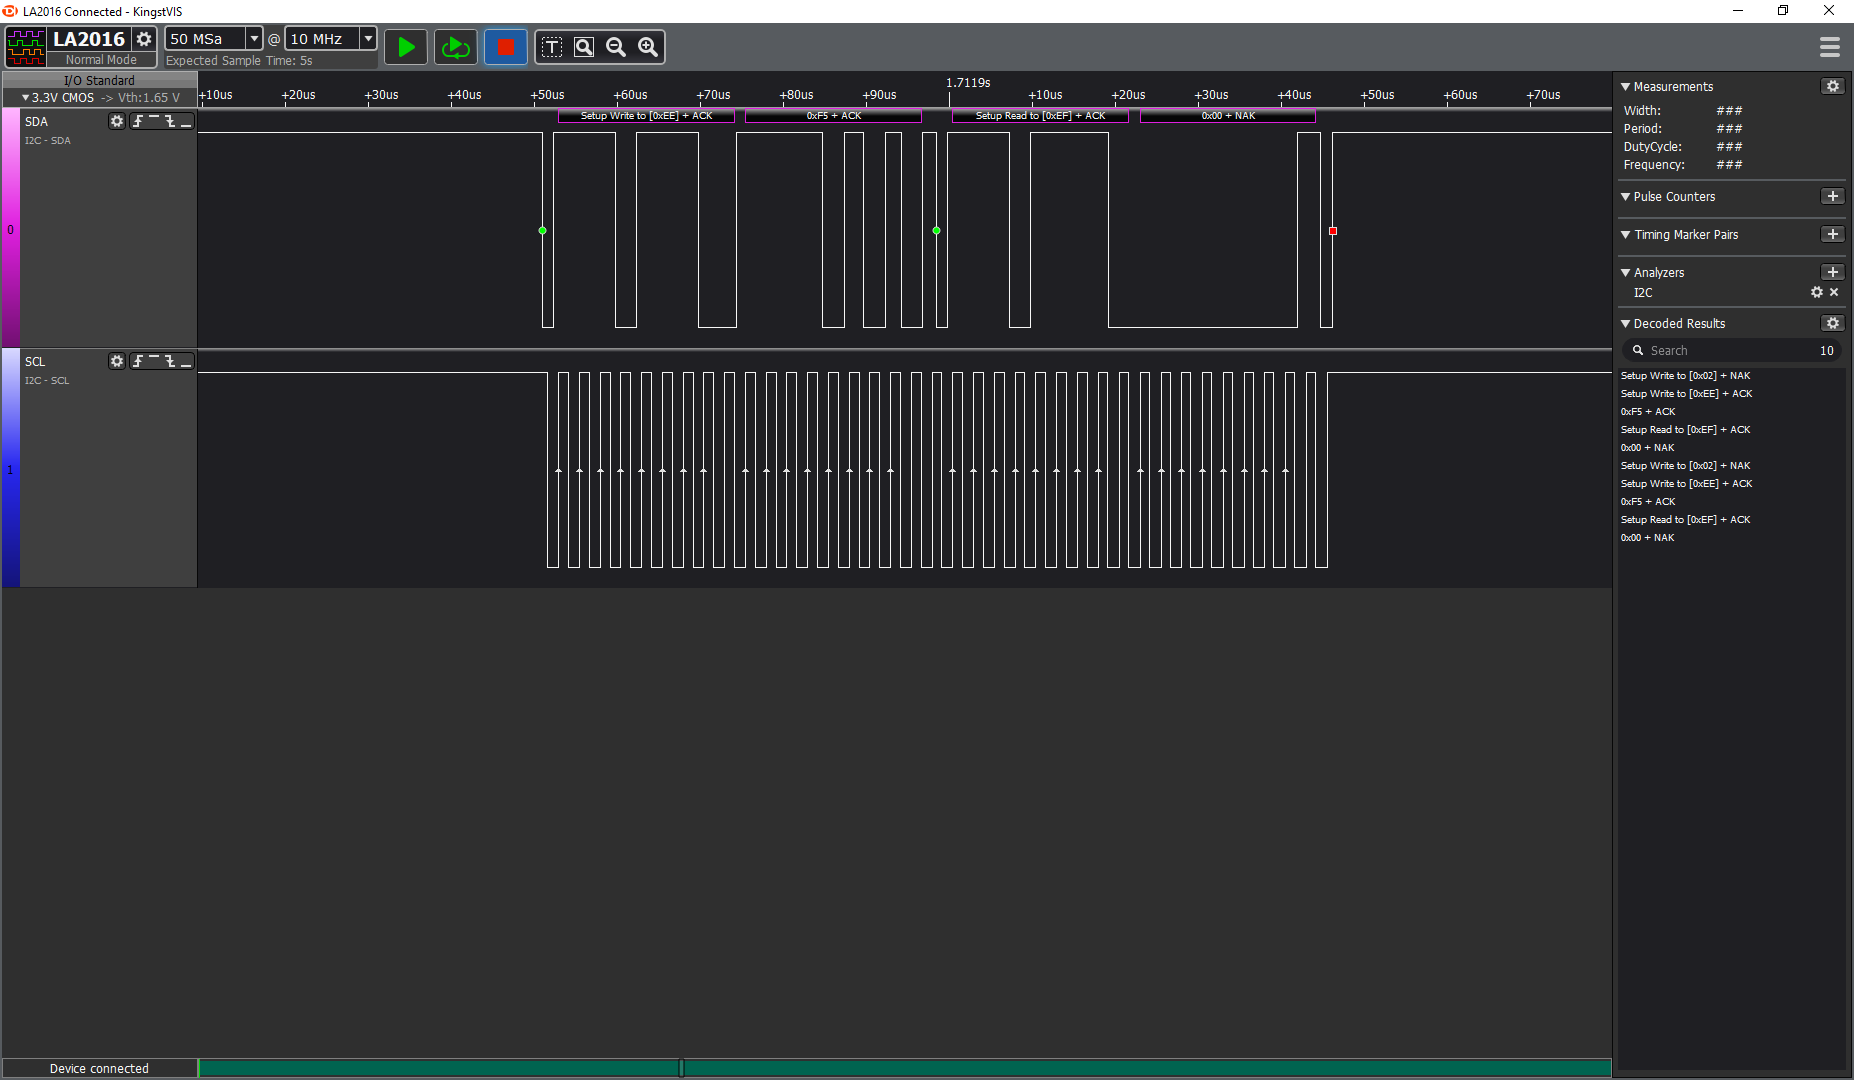 LA2016 Connected - KingstVIS
LA2016
50 MSa @ 10 MHz
T
Normal Mode
Expected Sample Time: 5s
I/O Standard
3.3V CMOS -> Vth:1.65 V
1.7119s
+10us +20us +30us +40us +50us +60us +70us +80us +90us +10us +20us +30us +40us +50us +60us +70us
SDA
I2C - SDA
0
Setup Write to [0xEE] + ACK
0xF5 + ACK
Setup Read to [0xEF] + ACK
0x00 + NAK
SCL
I2C - SCL
1
Measurements
Width: ###
Period: ###
DutyCycle: ###
Frequency: ###
Pulse Counters
Timing Marker Pairs
Analyzers
I2C
Decoded Results
Search 10
Setup Write to [0x02] + NAK
Setup Write to [0xEE] + ACK
0xF5 + ACK
Setup Read to [0xEF] + ACK
0x00 + NAK
Setup Write to [0x02] + NAK
Setup Write to [0xEE] + ACK
0xF5 + ACK
Setup Read to [0xEF] + ACK
0x00 + NAK
Device connected